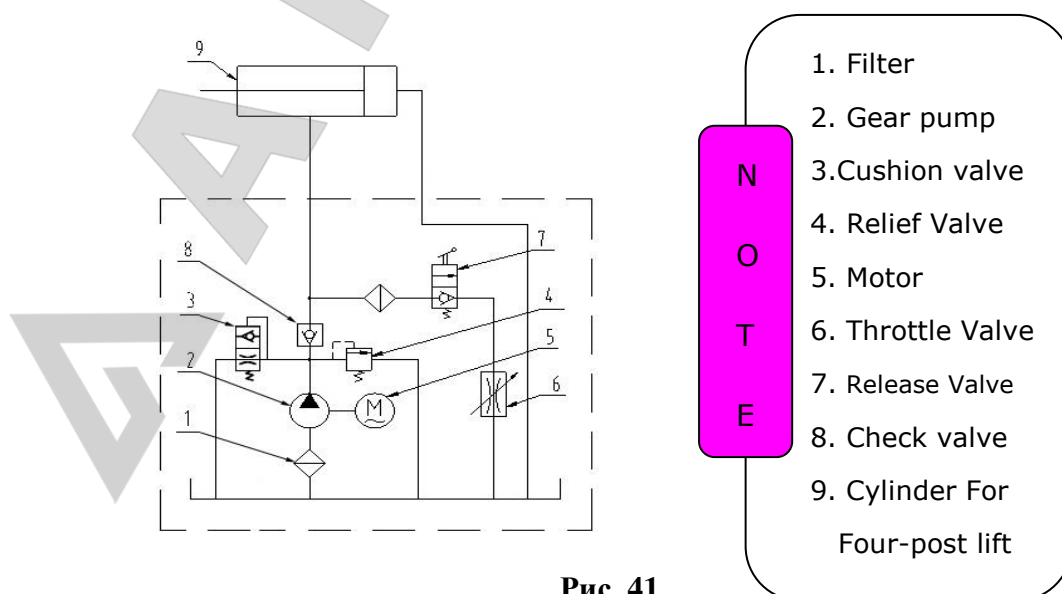 9
8
7
3
4
2
5
M
1
6
N
O
T
E
1. Filter
2. Gear pump
3.Cushion valve
4. Relief Valve
5. Motor
6. Throttle Valve
7. Release Valve
8. Check valve
9. Cylinder For
Four-post lift
Рис. 41